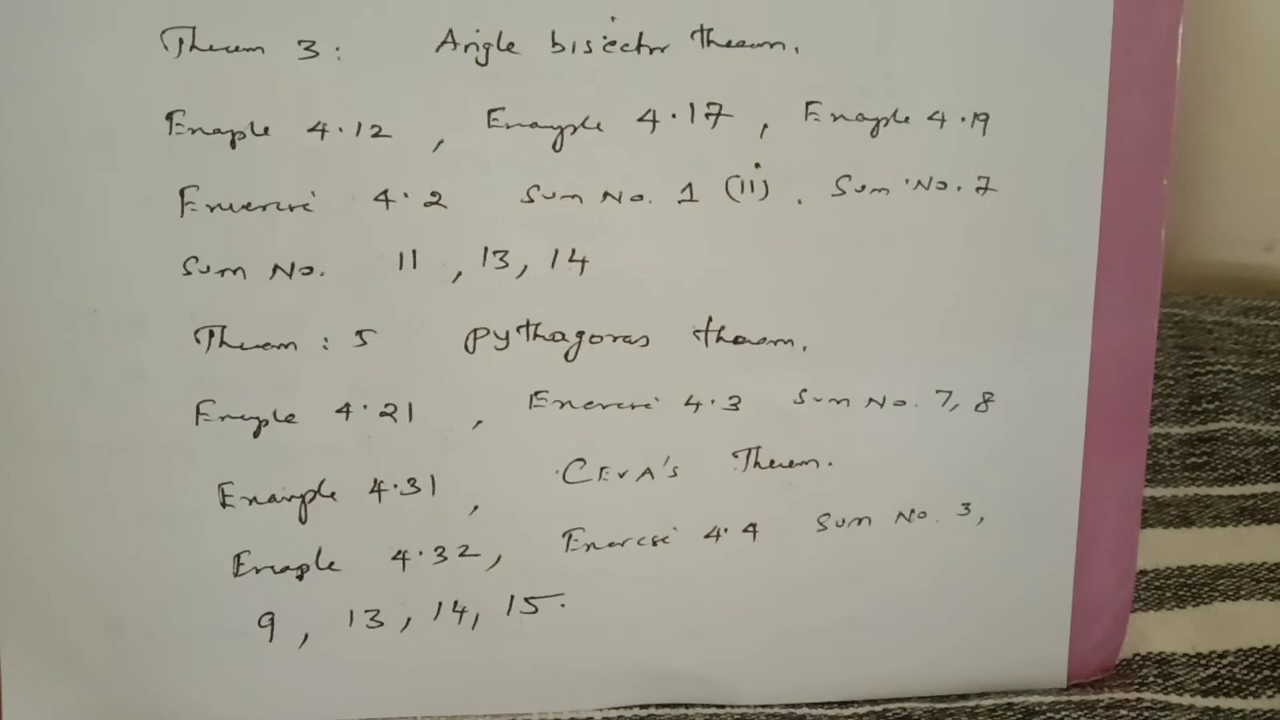 Theorem 3: Angle bisector theorem.
Example 4.12, Example 4.17, Example 4.19
Exercise 4.2 Sum No. 1 (ii). Sum No. 7
Sum No. 11, 13, 14
Theorem: 5 Pythagoras theorem.
Example 4.21, Exercise 4.3 Sum No. 7, 8
Example 4.31, CEVA's Theorem.
Example 4.32, Exercise 4.4 Sum No. 3,
9, 13, 14, 15.